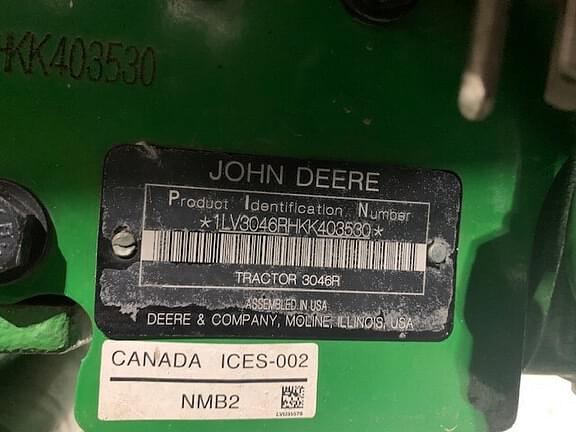 HKK403530
JOHN DEERE
Product Identification Number
*1LV3046RHKK403530*
TRACTOR 3046R
ASSEMBLED IN USA
DEERE & COMPANY, MOLINE, ILLINOIS, USA
CANADA ICES-002
NMB2